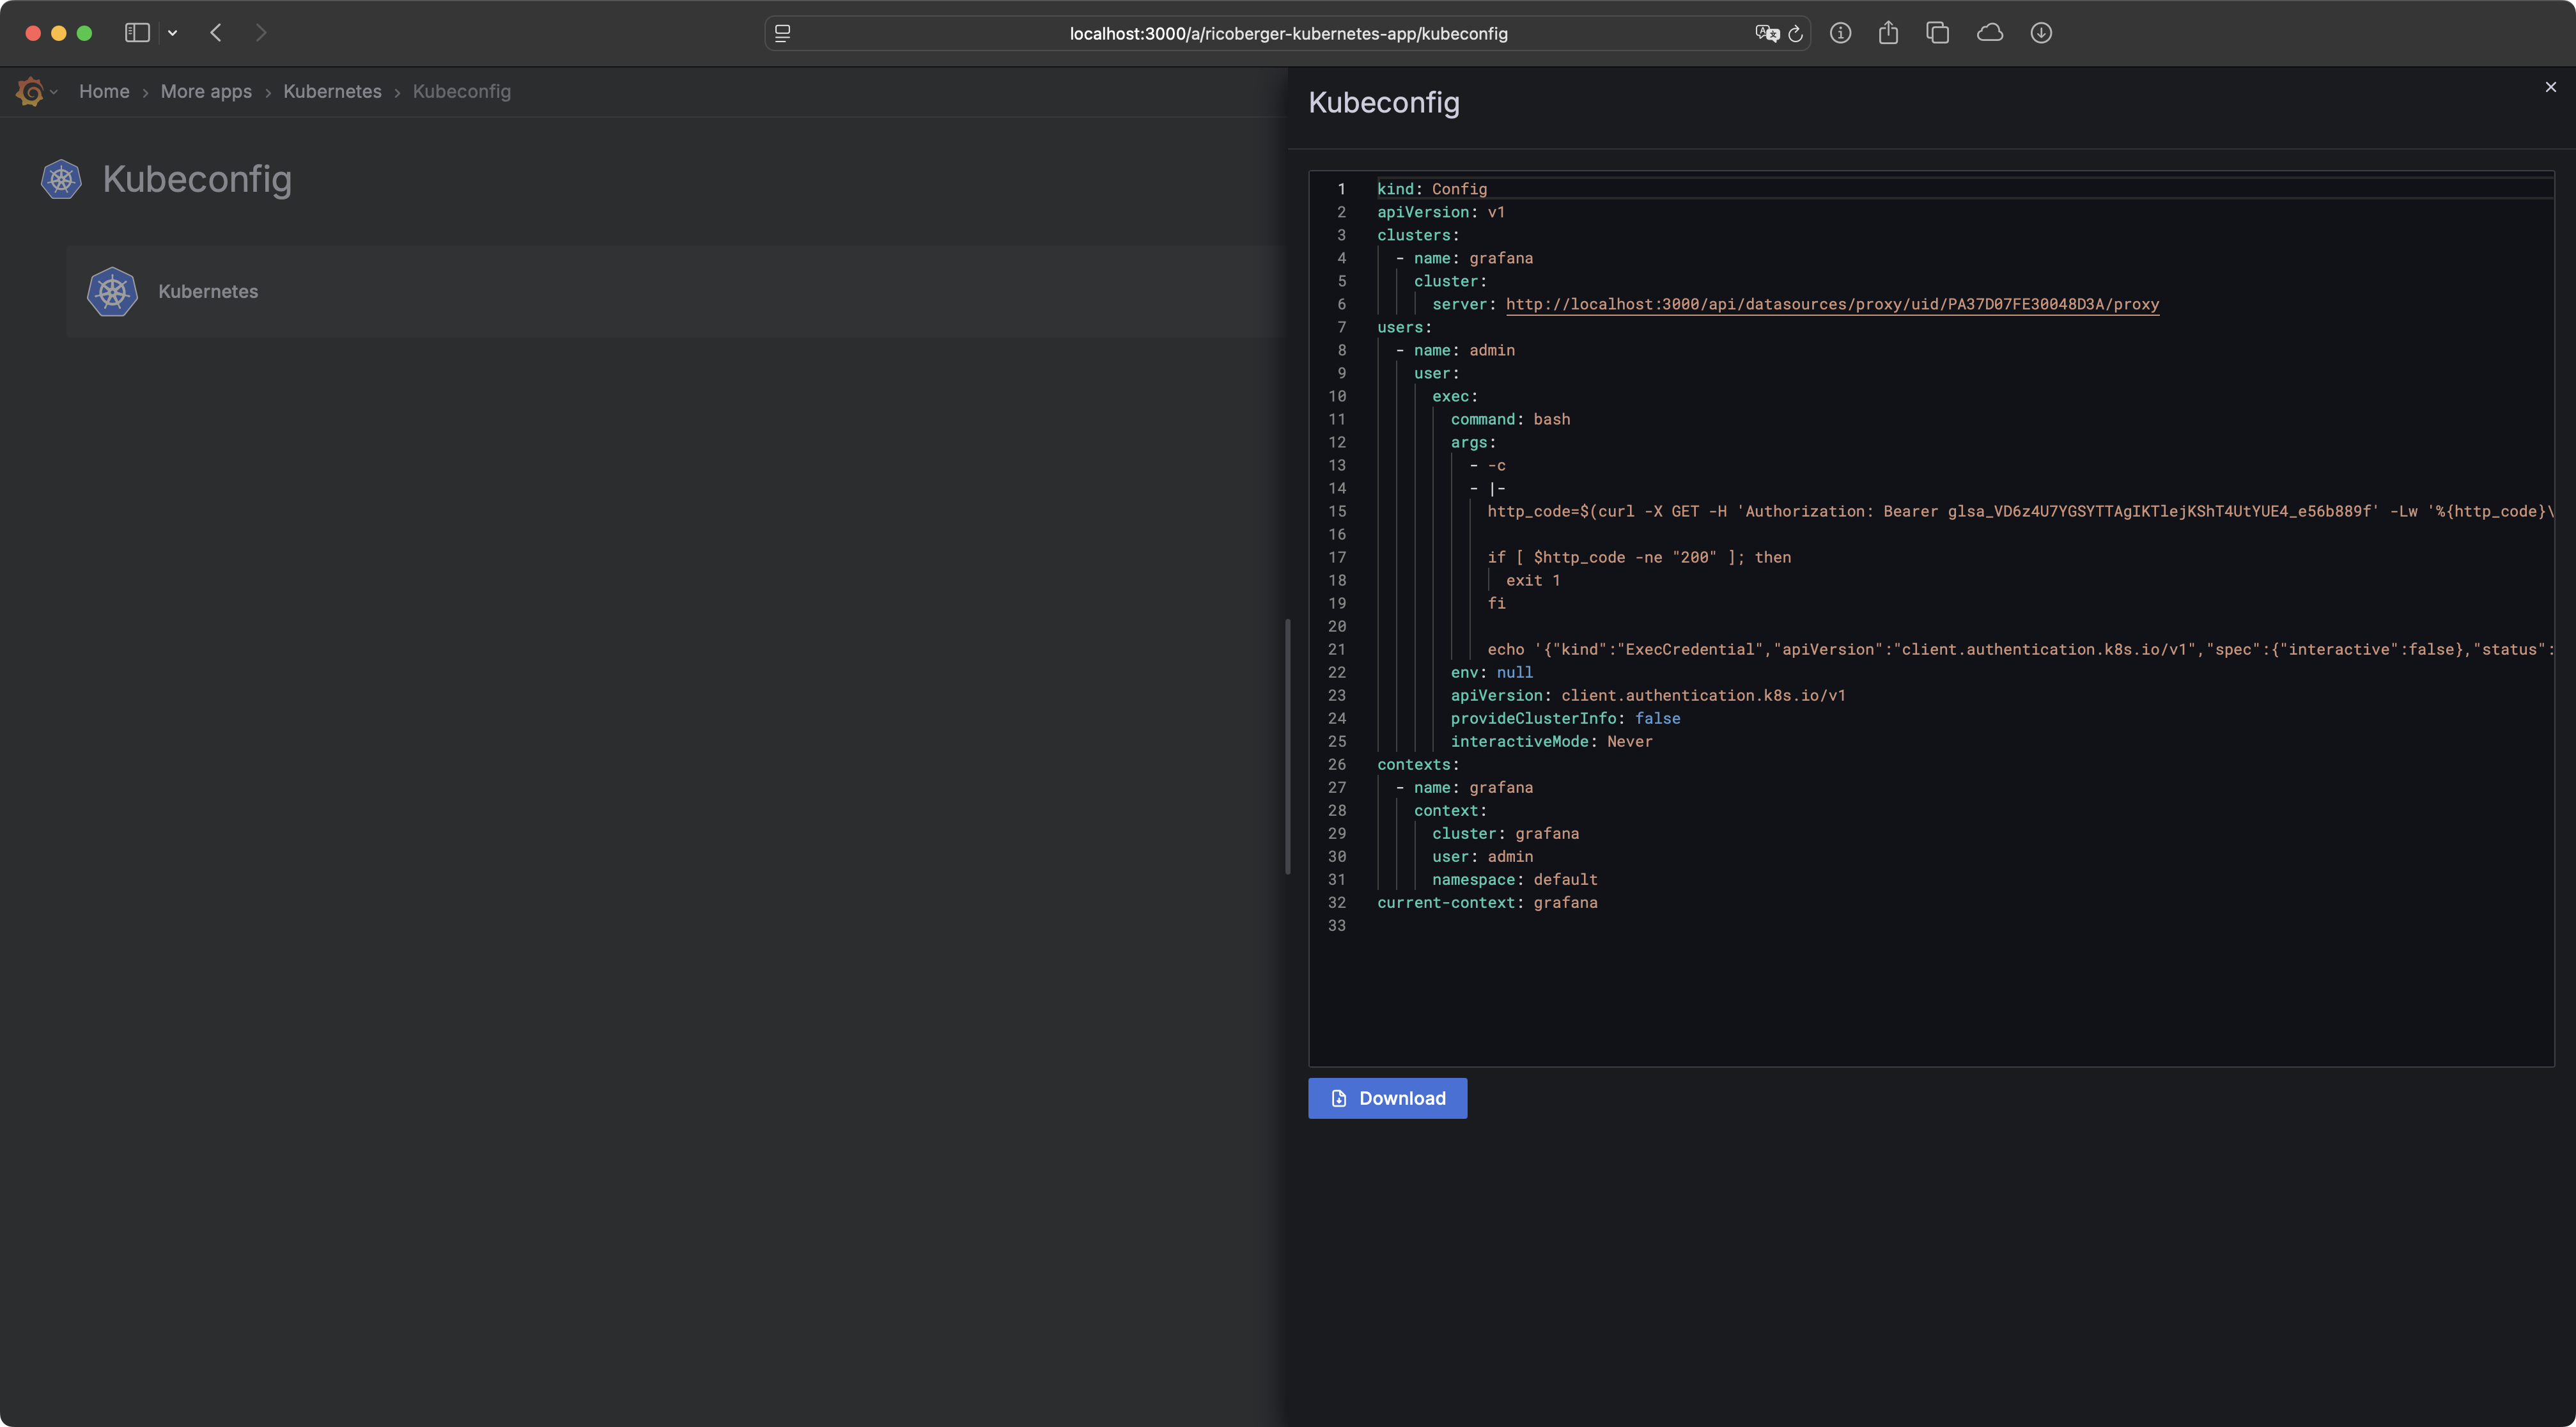 localhost:3000/a/ricoberger-kubernetes-app/kubeconfig
Home › More apps › Kubernetes › Kubeconfig
Kubeconfig
Kubernetes
Kubeconfig
1 kind: Config
2 apiVersion: v1
3 clusters:
4 - name: grafana
5 cluster:
6 server: http://localhost:3000/api/datasources/proxy/uid/PA37D07FE30048D3A/proxy
7 users:
8 - name: admin
9 user:
10 exec:
11 command: bash
12 args:
13 - -c
14 - |-
15 http_code=$(curl -X GET -H 'Authorization: Bearer glsa_VD6z4U7YGSYTTAgIKTlejKShT4UtYUE4_e56b889f' -Lw '%{http_code}\
16
17 if [ $http_code -ne "200" ]; then
18 exit 1
19 fi
20
21 echo '{"kind":"ExecCredential","apiVersion":"client.authentication.k8s.io/v1","spec":{"interactive":false},"status":
22 env: null
23 apiVersion: client.authentication.k8s.io/v1
24 provideClusterInfo: false
25 interactiveMode: Never
26 contexts:
27 - name: grafana
28 context:
29 cluster: grafana
30 user: admin
31 namespace: default
32 current-context: grafana
33
Download